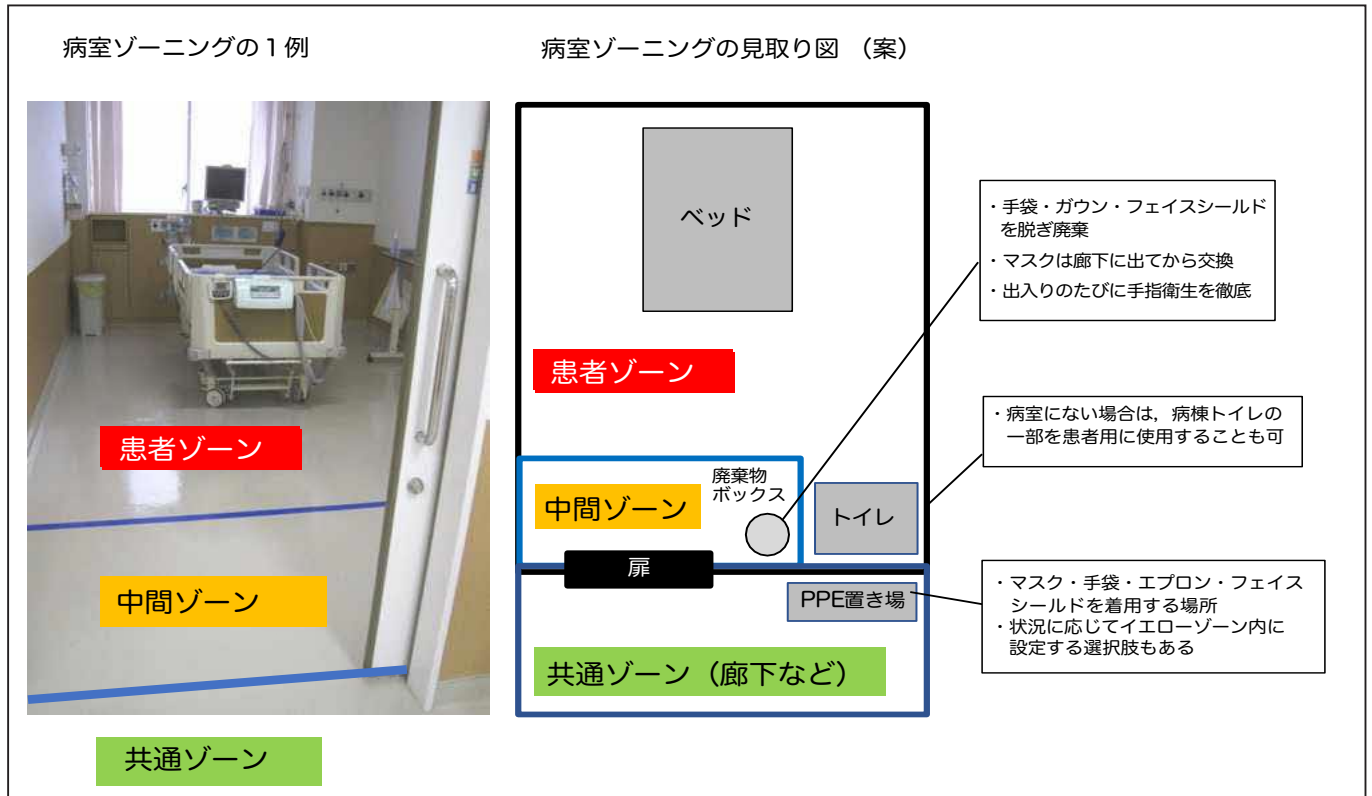 病室ゾーニングの1例
病室ゾーニングの見取り図 （案）
患者ゾーン
中間ゾーン
共通ゾーン
ベッド
患者ゾーン
中間ゾーン
廃棄物
ボックス
トイレ
扉
PPE置き場
共通ゾーン（廊下など）
・手袋・ガウン・フェイスシールド
を脱ぎ廃棄
・マスクは廊下に出てから交換
・出入りのたびに手指衛生を徹底
・病室にない場合は，病棟トイレの
一部を患者用に使用することも可
・マスク・手袋・エプロン・フェイス
シールドを着用する場所
・状況に応じてイエローゾーン内に
設定する選択肢もある